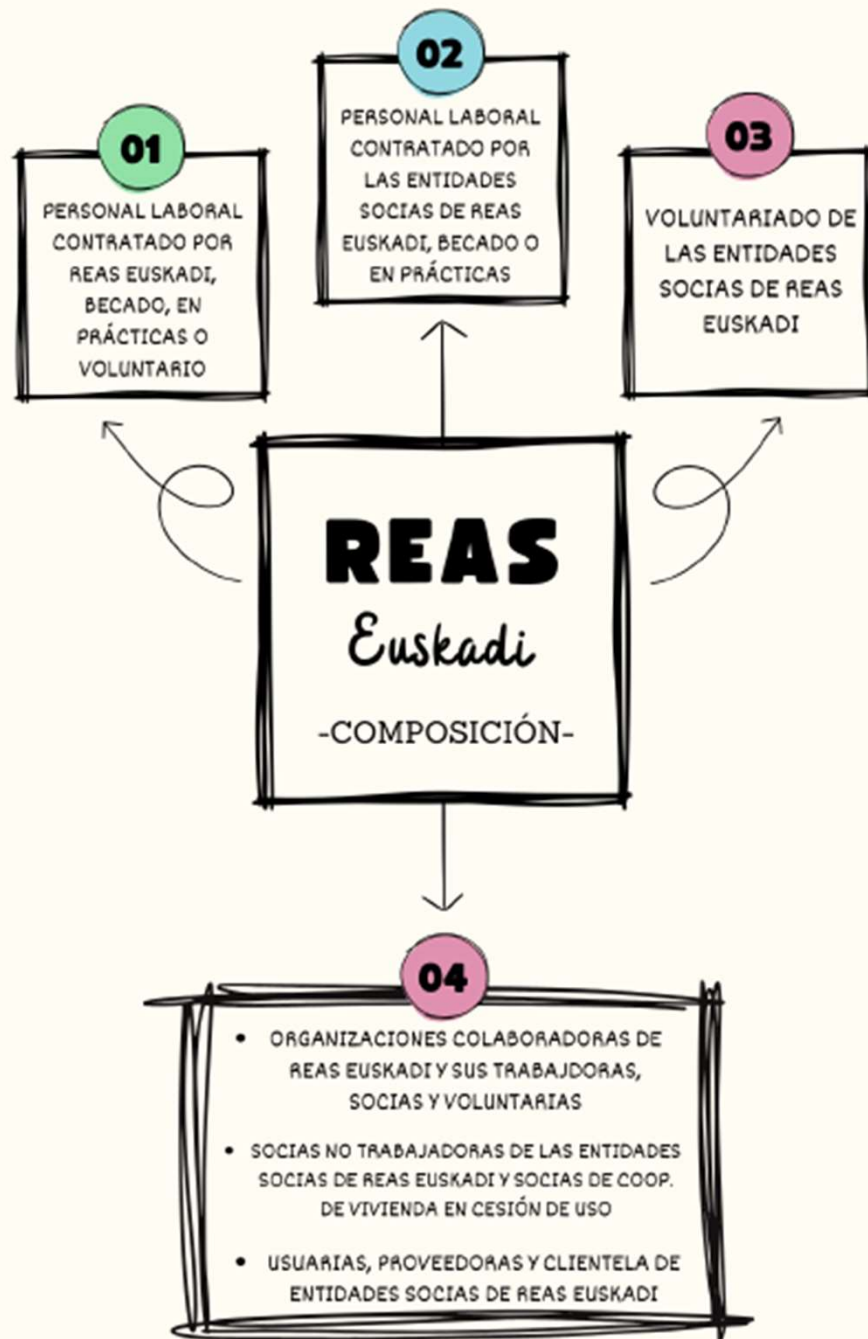 01
PERSONAL LABORAL
CONTRATADO POR
REAS EUSKADI,
BECADO, EN
PRÁCTICAS O
VOLUNTARIO
02
PERSONAL LABORAL
CONTRATADO POR
LAS ENTIDADES
SOCIAS DE REAS
EUSKADI, BECADO O
EN PRÁCTICAS
03
VOLUNTARIADO DE
LAS ENTIDADES
SOCIAS DE REAS
EUSKADI
REAS
Euskadi
-COMPOSICIÓN-
04
• ORGANIZACIONES COLABORADORAS DE
REAS EUSKADI Y SUS TRABAJDORAS,
SOCIAS Y VOLUNTARIAS
• SOCIAS NO TRABAJADORAS DE LAS ENTIDADES
SOCIAS DE REAS EUSKADI Y SOCIAS DE COOP.
DE VIVIENDA EN CESIÓN DE USO
• USUARIAS, PROVEEDORAS Y CLIENTELA DE
ENTIDADES SOCIAS DE REAS EUSKADI